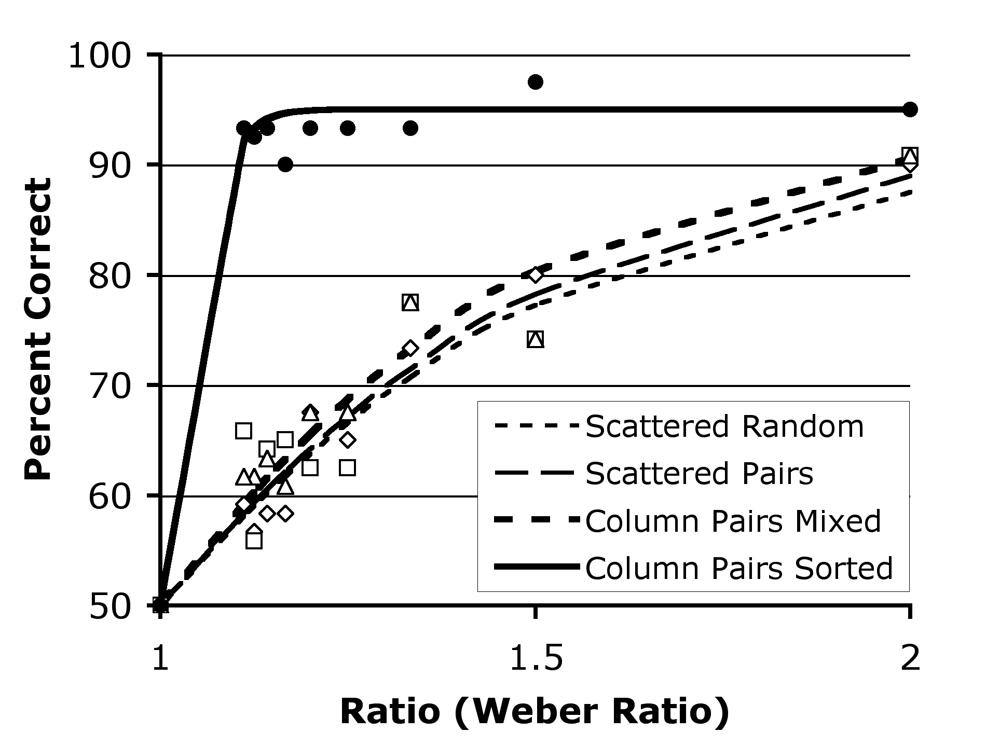 100
90
80
70
60
50
Percent Correct
Scattered Random
Scattered Pairs
Column Pairs Mixed
Column Pairs Sorted
1
1.5
2
Ratio (Weber Ratio)